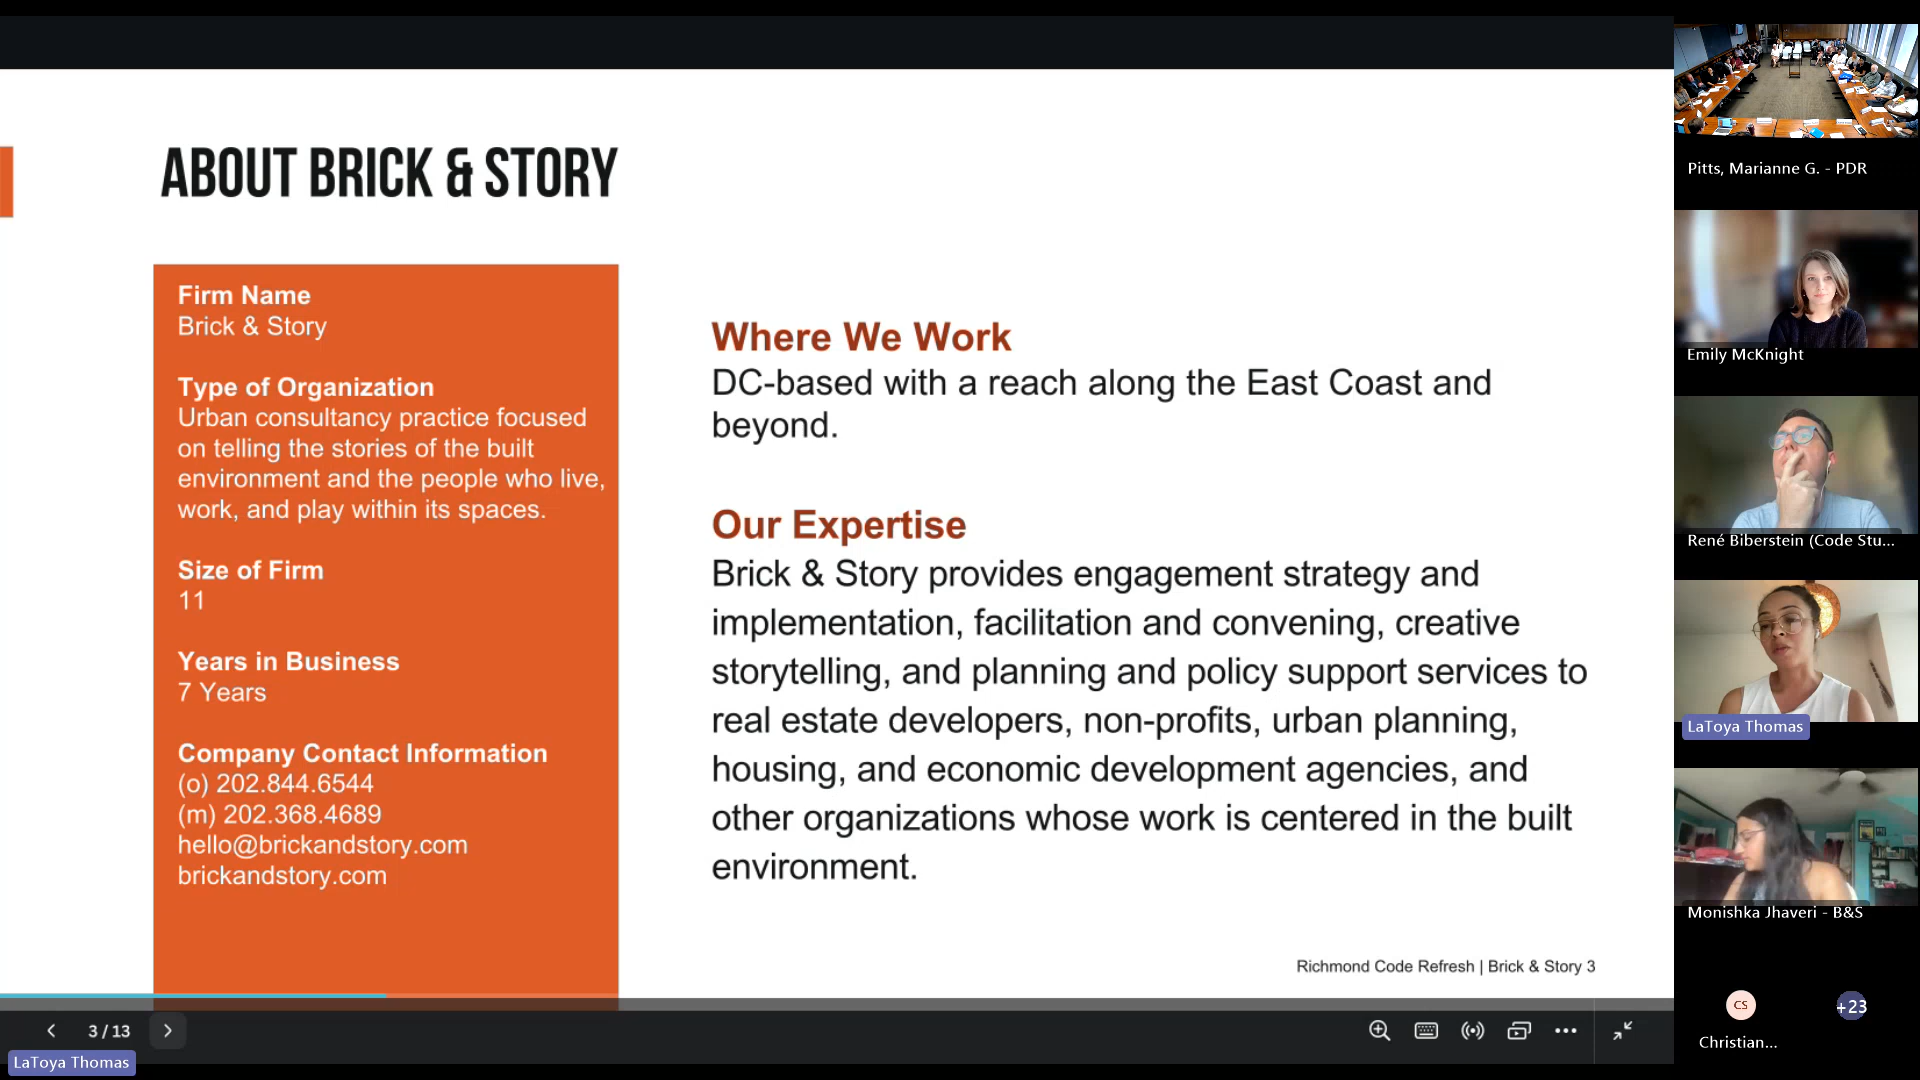 ABOUT BRICK & STORY
Firm Name
Brick & Story
Type of Organization
Urban consultancy practice focused
on telling the stories of the built
environment and the people who live,
work, and play within its spaces.
Size of Firm
11
Years in Business
7 Years
Company Contact Information
(o) 202.844.6544
(m) 202.368.4689
hello@brickandstory.com
brickandstory.com
Where We Work
DC-based with a reach along the East Coast and
beyond.
Our Expertise
Brick & Story provides engagement strategy and
implementation, facilitation and convening, creative
storytelling, and planning and policy support services to
real estate developers, non-profits, urban planning,
housing, and economic development agencies, and
other organizations whose work is centered in the built
environment.
Richmond Code Refresh | Brick & Story 3
3 / 13
LaToya Thomas
Pitts, Marianne G. - PDR
Emily McKnight
René Biberstein (Code Stu...
LaToya Thomas
Monishka Jhaveri - B&S
CS
+23
Christian...